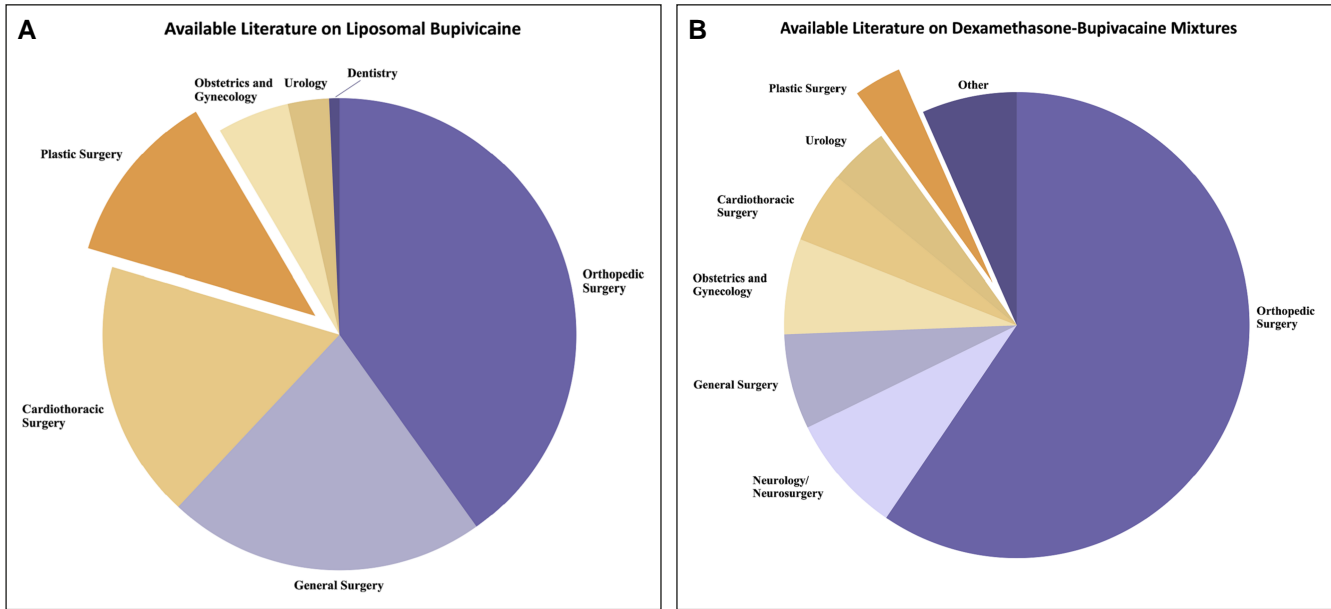 A
Available Literature on Liposomal Bupivicaine
Dentistry
Urology
Obstetrics and
Gynecology
Plastic Surgery
Orthopedic
Surgery
Cardiothoracic
Surgery
General Surgery
B
Available Literature on Dexamethasone-Bupivacaine Mixtures
Plastic Surgery
Other
Urology
Cardiothoracic
Surgery
Obstetrics and
Gynecology
Orthopedic
Surgery
General Surgery
Neurology/
Neurosurgery